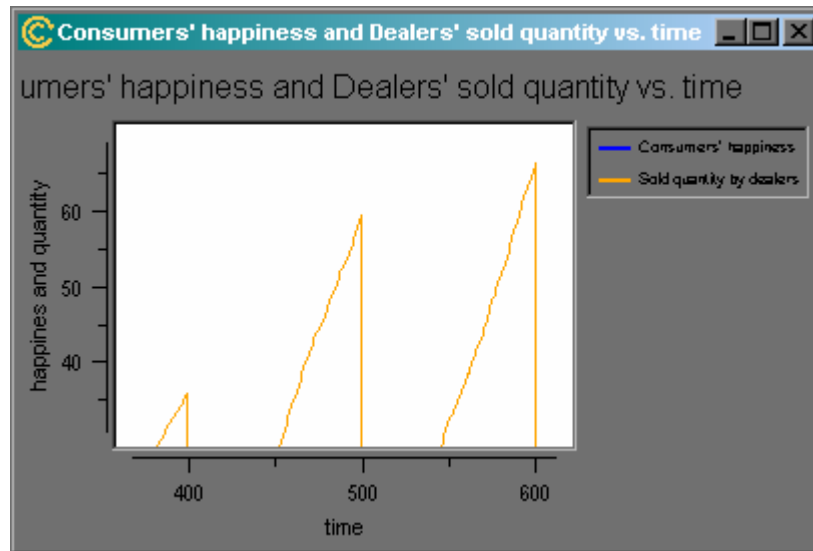 Consumers' happiness and Dealers' sold quantity vs. time
umers' happiness and Dealers' sold quantity vs. time
Consumers' happiness
Sold quantity by dealers
happines and quantity
60
50
40
400 500 600
time